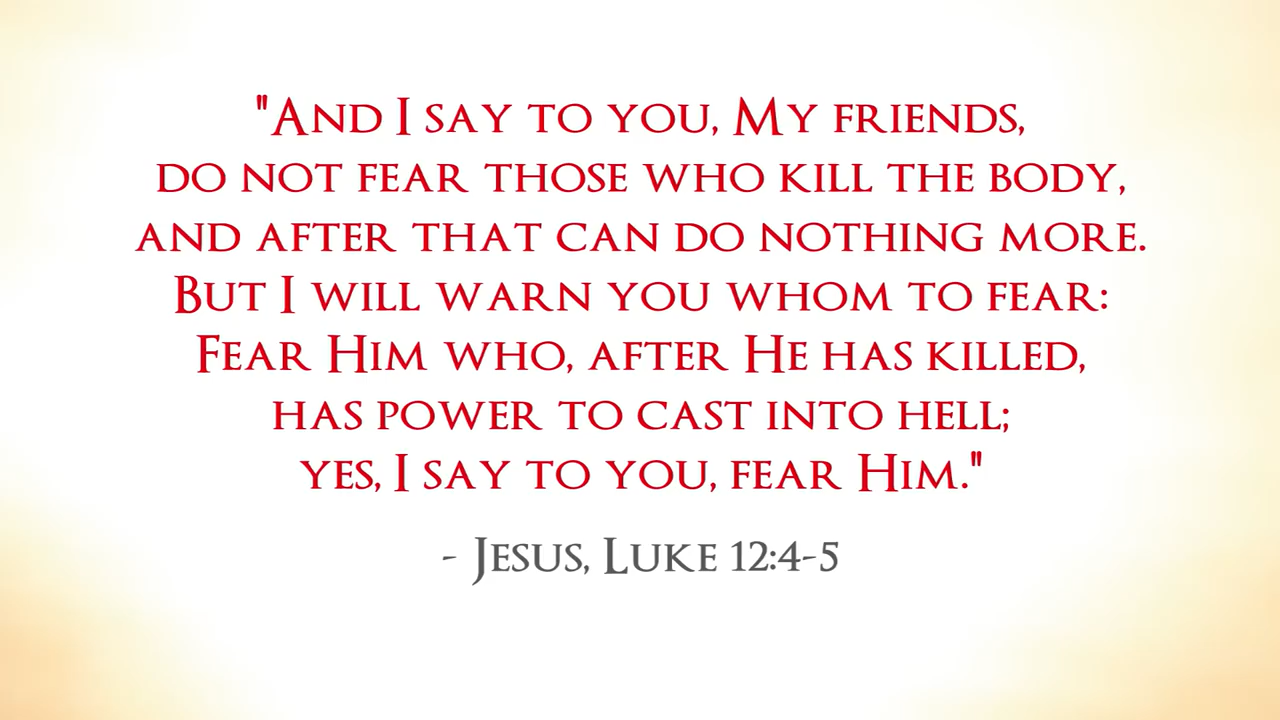 "And I say to you, My friends,
do not fear those who kill the body,
and after that can do nothing more.
But I will warn you whom to fear:
Fear Him who, after He has killed,
has power to cast into hell;
yes, I say to you, fear Him."
- Jesus, Luke 12:4-5